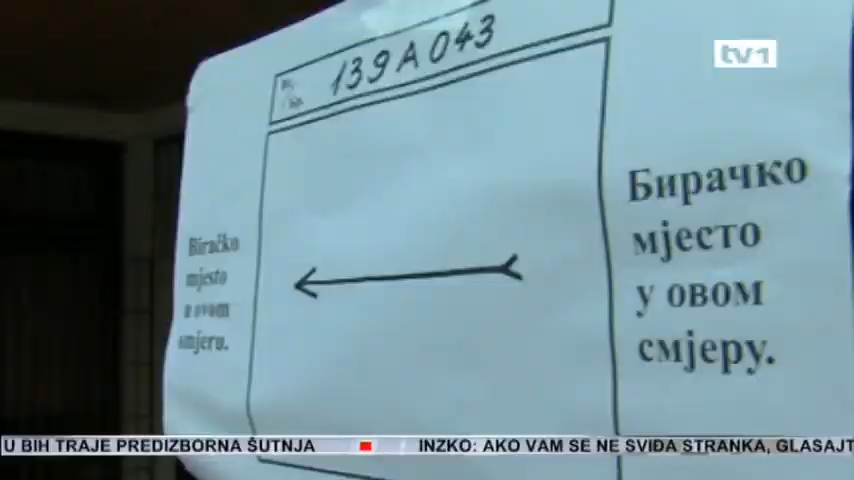 139A043
tv1
Biračko
mjesto
u ovom
smjeru.
Бирачко
мјесто
у овом
смјеру.
U BIH TRAJE PREDIZBORNA ŠUTNJA
INZKO: AKO VAM SE NE SVIĐA STRANKA, GLASAJT